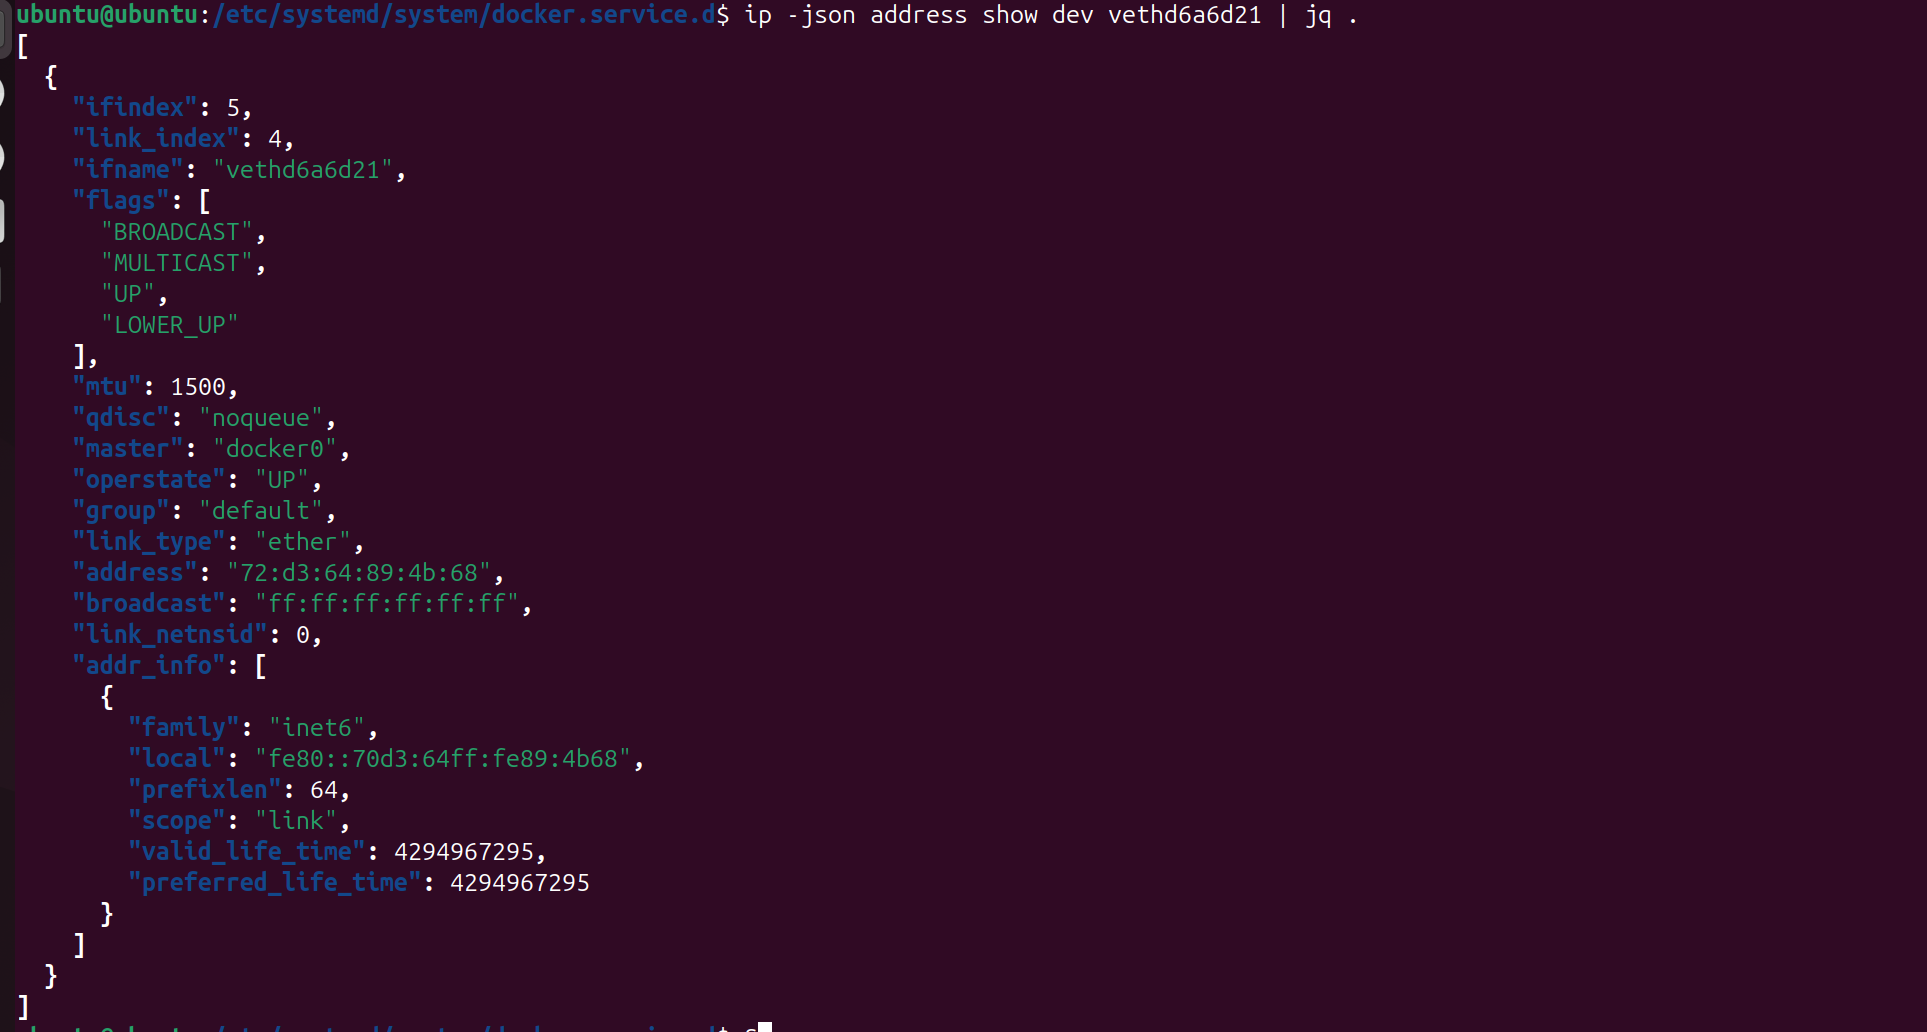 ubuntu@ubuntu:/etc/systemd/system/docker.service.d$ ip -json address show dev vethd6a6d21 | jq .
[
  {
    "ifindex": 5,
    "link_index": 4,
    "ifname": "vethd6a6d21",
    "flags": [
      "BROADCAST",
      "MULTICAST",
      "UP",
      "LOWER_UP"
    ],
    "mtu": 1500,
    "qdisc": "noqueue",
    "master": "docker0",
    "operstate": "UP",
    "group": "default",
    "link_type": "ether",
    "address": "72:d3:64:89:4b:68",
    "broadcast": "ff:ff:ff:ff:ff:ff",
    "link_netnsid": 0,
    "addr_info": [
      {
        "family": "inet6",
        "local": "fe80::70d3:64ff:fe89:4b68",
        "prefixlen": 64,
        "scope": "link",
        "valid_life_time": 4294967295,
        "preferred_life_time": 4294967295
      }
    ]
  }
]